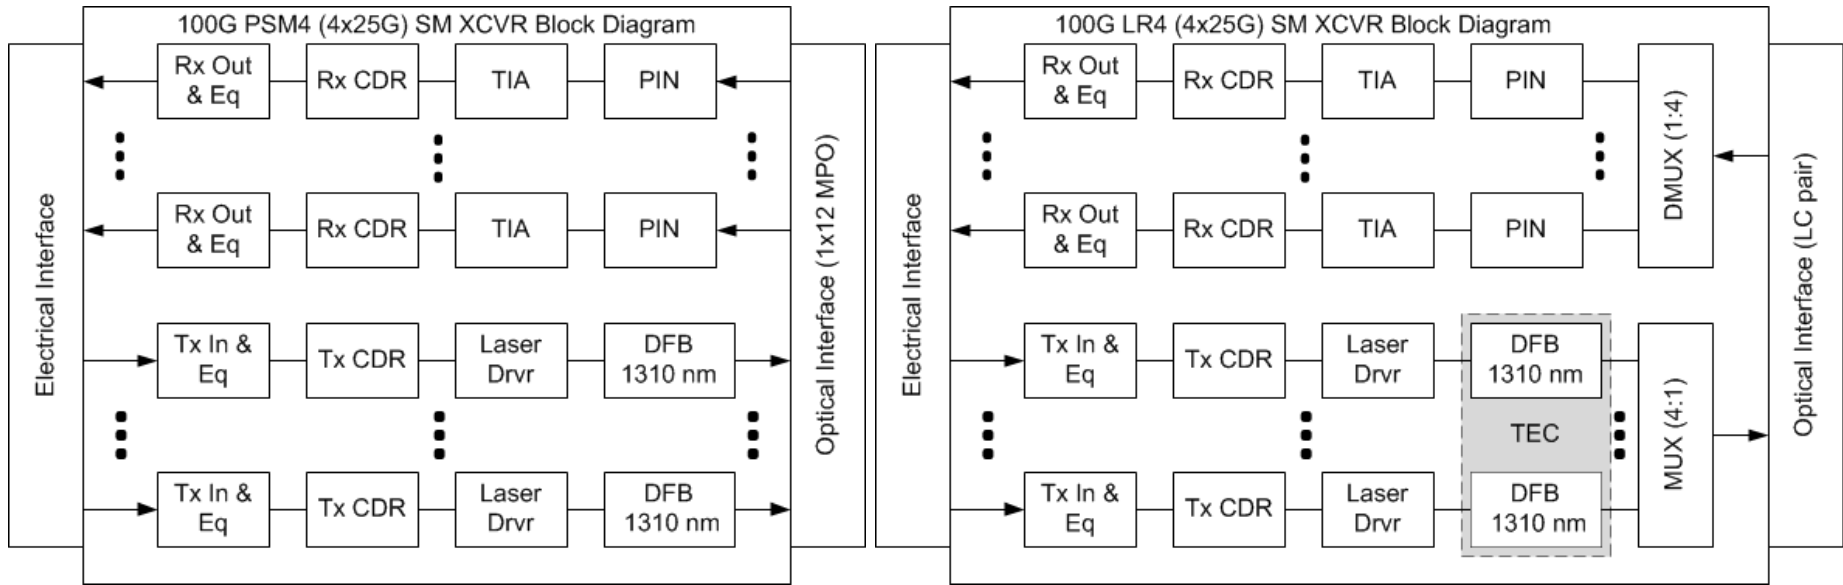 100G PSM4 (4x25G) SM XCVR Block Diagram
Electrical Interface
Rx Out
& Eq
Rx CDR
TIA
PIN
Rx Out
& Eq
Rx CDR
TIA
PIN
Tx In &
Eq
Tx CDR
Laser
Drvr
DFB
1310 nm
Tx In &
Eq
Tx CDR
Laser
Drvr
DFB
1310 nm
Optical Interface (1x12 MPO)
100G LR4 (4x25G) SM XCVR Block Diagram
Electrical Interface
Rx Out
& Eq
Rx CDR
TIA
PIN
Rx Out
& Eq
Rx CDR
TIA
PIN
DMUX (1:4)
Tx In &
Eq
Tx CDR
Laser
Drvr
DFB
1310 nm
TEC
Tx In &
Eq
Tx CDR
Laser
Drvr
DFB
1310 nm
MUX (4:1)
Optical Interface (LC pair)